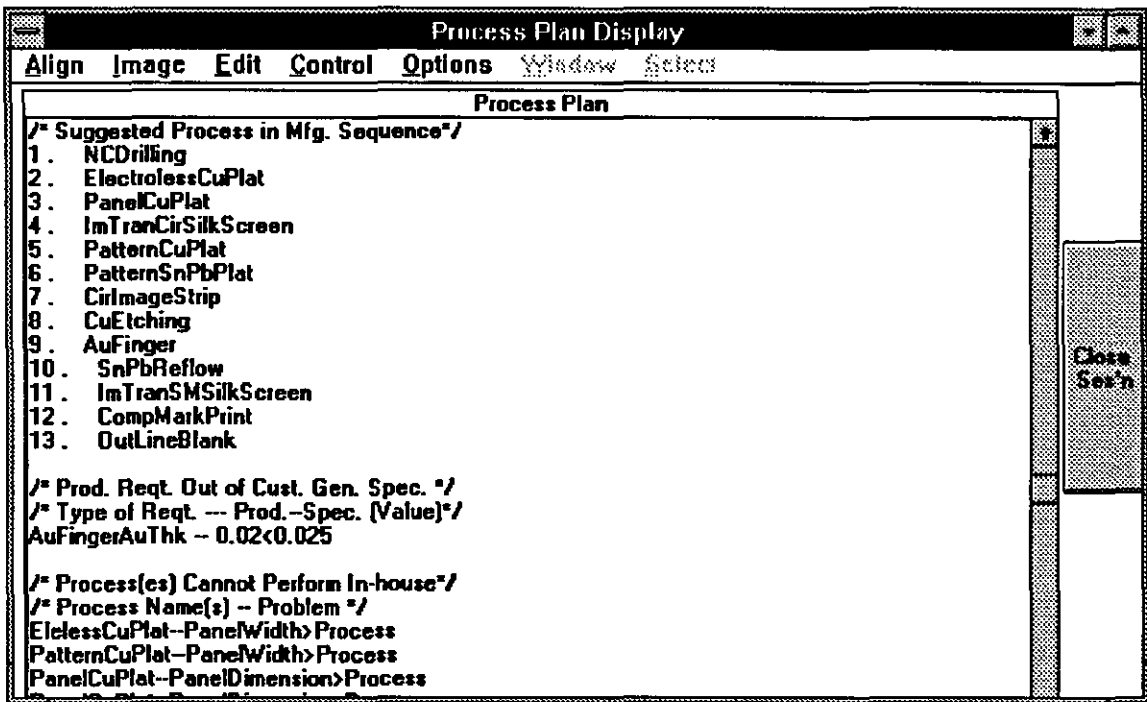 Process Plan Display
Align Image Edit Control Options Window Select
Process Plan
/* Suggested Process in Mfg. Sequence*/
1 . NCDrilling
2 . ElectrolessCuPlat
3 . PanelCuPlat
4 . ImTranCirSilkScreen
5 . PatternCuPlat
6 . PatternSnPbPlat
7 . CirImageStrip
8 . CuEtching
9 . AuFinger
10 . SnPbReflow
11 . ImTranSMSilkScreen
12 . CompMarkPrint
13 . OutLineBlank
/* Prod. Reqt. Out of Cust. Gen. Spec. */
/* Type of Reqt. --- Prod.--Spec. (Value)*/
AuFingerAuThk -- 0.02<0.025
/* Process(es) Cannot Perform In-house*/
/* Process Name(s) -- Problem */
ElelessCuPlat--PanelWidth>Process
PatternCuPlat--PanelWidth>Process
PanelCuPlat--PanelDimension>Process
Close
Ses'n